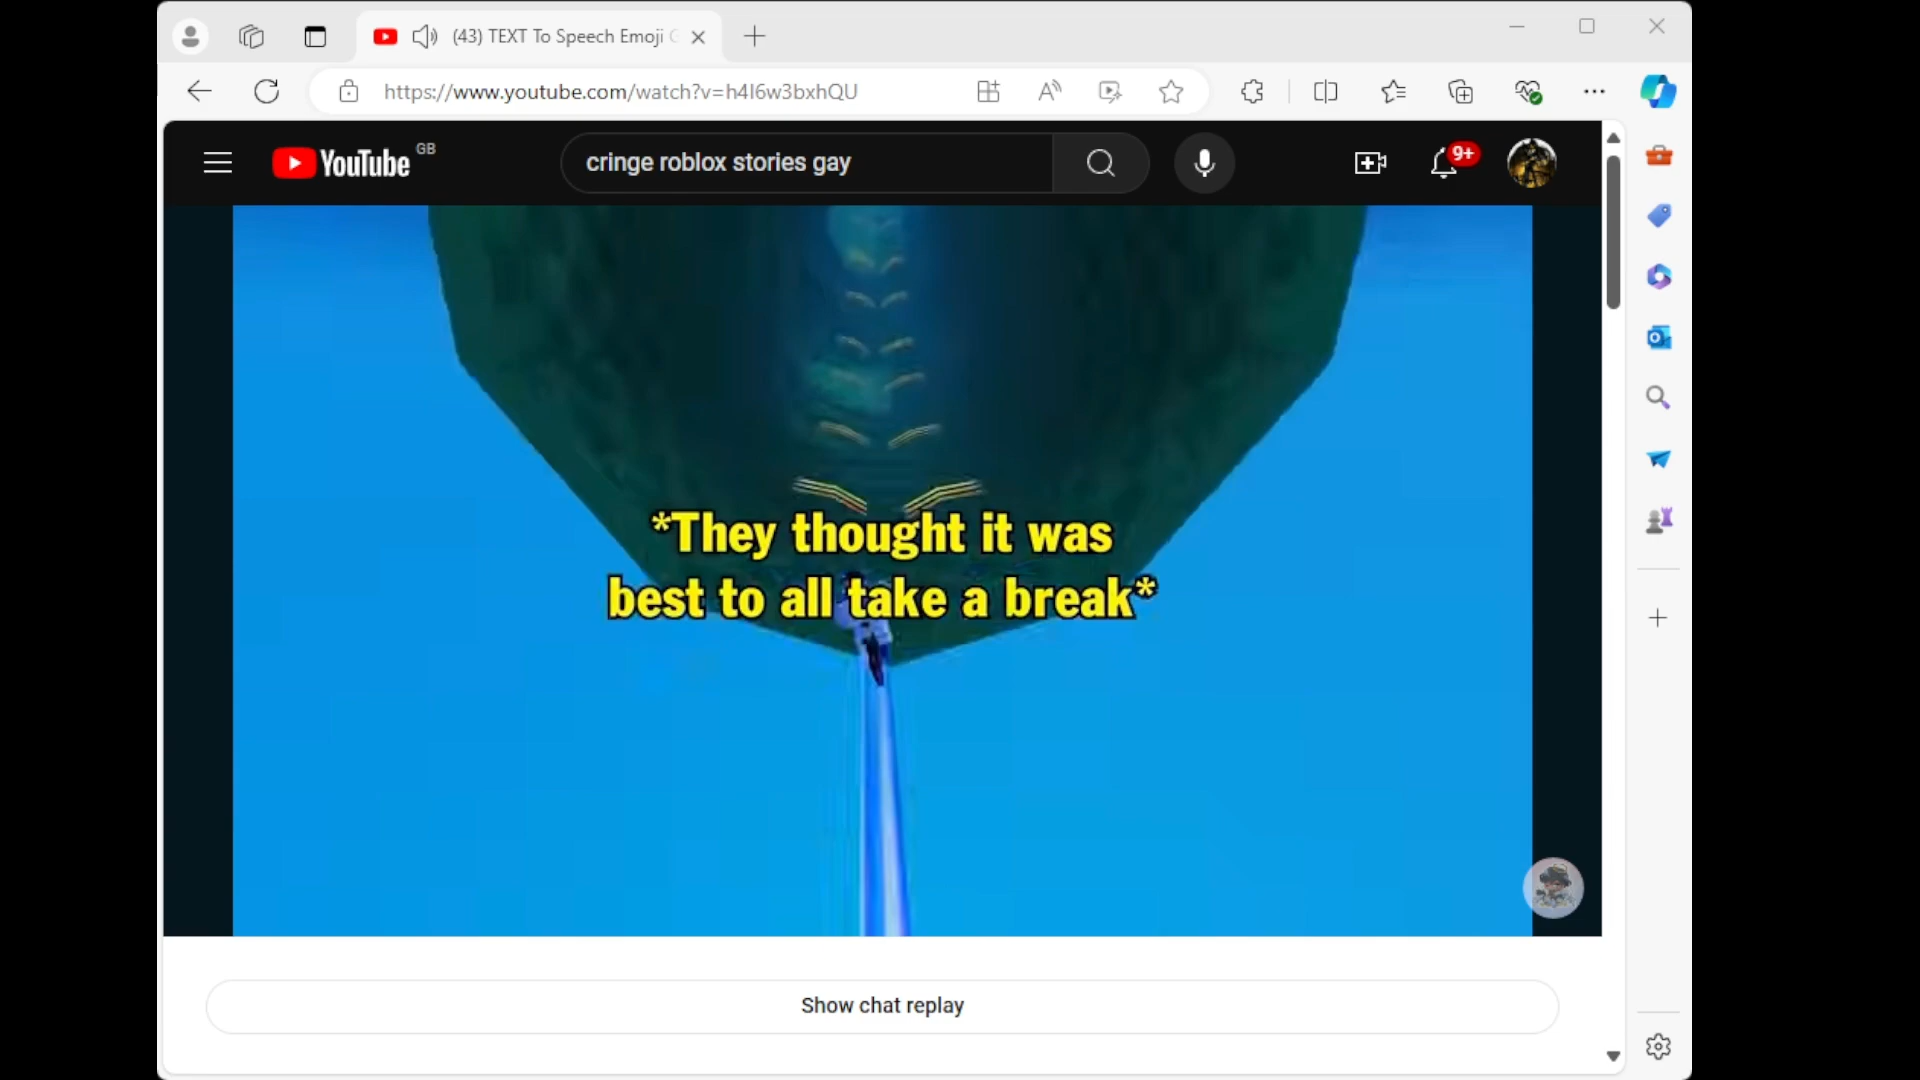 (43) TEXT To Speech Emoji
https://www.youtube.com/watch?v=h4I6w3bxhQU
YouTube GB
cringe roblox stories gay
9+
*They thought it was
best to all take a break*
Show chat replay